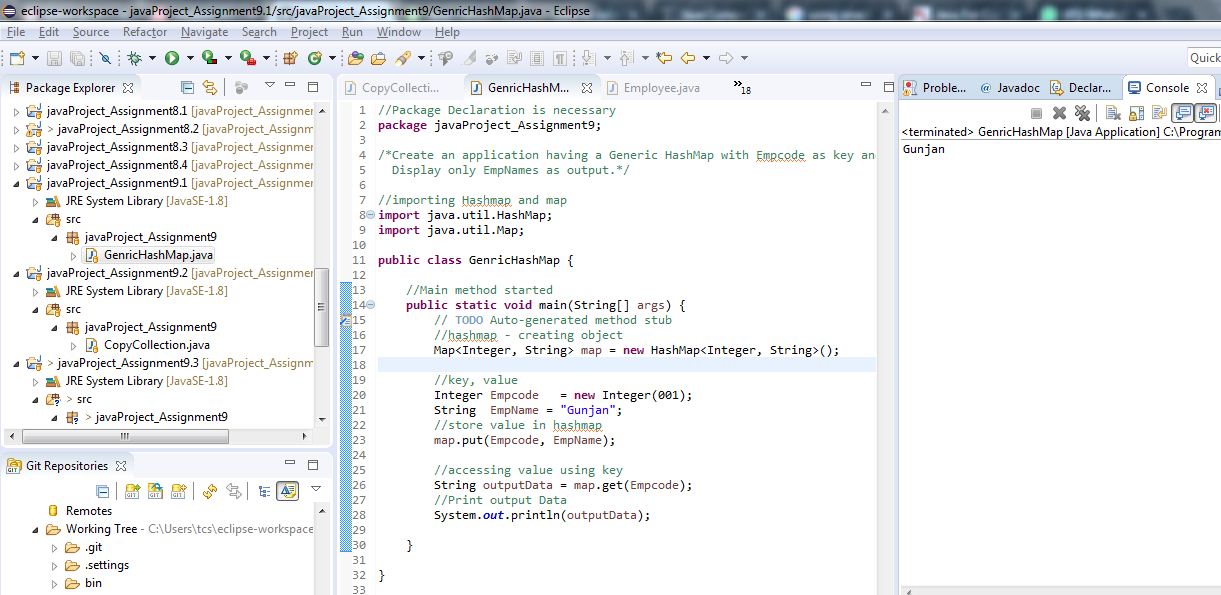 eclipse-workspace - javaProject_Assignment9.1/src/javaProject_Assignment9/GenricHashMap.java - Eclipse
File Edit Source Refactor Navigate Search Project Run Window Help
Quick
Package Explorer
javaProject_Assignment8.1 [javaProject_Assignmer
> javaProject_Assignment8.2 [javaProject_Assignm
javaProject_Assignment8.3 [javaProject_Assignmer
javaProject_Assignment8.4 [javaProject_Assignmer
javaProject_Assignment9.1 [javaProject_Assignmer
JRE System Library [JavaSE-1.8]
src
javaProject_Assignment9
GenricHashMap.java
javaProject_Assignment9.2 [javaProject_Assignmer
JRE System Library [JavaSE-1.8]
src
javaProject_Assignment9
CopyCollection.java
> javaProject_Assignment9.3 [javaProject_Assignm
JRE System Library [JavaSE-1.8]
> src
> javaProject_Assignment9
Git Repositories
Remotes
Working Tree - C:\Users\tcs\eclipse-workspace
.git
.settings
bin
CopyCollecti... GenricHashM... Employee.java »18
1 //Package Declaration is necessary
2 package javaProject_Assignment9;
3
4 /*Create an application having a Generic HashMap with Empcode as key an
5 Display only EmpNames as output.*/
6
7 //importing Hashmap and map
8 import java.util.HashMap;
9 import java.util.Map;
10
11 public class GenricHashMap {
12
13 //Main method started
14 public static void main(String[] args) {
15 // TODO Auto-generated method stub
16 //hashmap - creating object
17 Map<Integer, String> map = new HashMap<Integer, String>();
18
19 //key, value
20 Integer Empcode   = new Integer(001);
21 String  EmpName = "Gunjan";
22 //store value in hashmap
23 map.put(Empcode, EmpName);
24
25 //accessing value using key
26 String outputData = map.get(Empcode);
27 //Print output Data
28 System.out.println(outputData);
29
30 }
31
32 }
33
Proble... @ Javadoc Declar... Console
<terminated> GenricHashMap [Java Application] C:\Program
Gunjan